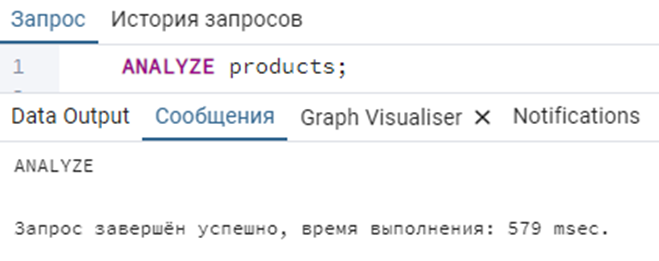 Запрос История запросов
1 ANALYZE products;
Data Output Сообщения Graph Visualiser ✕ Notifications
ANALYZE
Запрос завершён успешно, время выполнения: 579 msec.